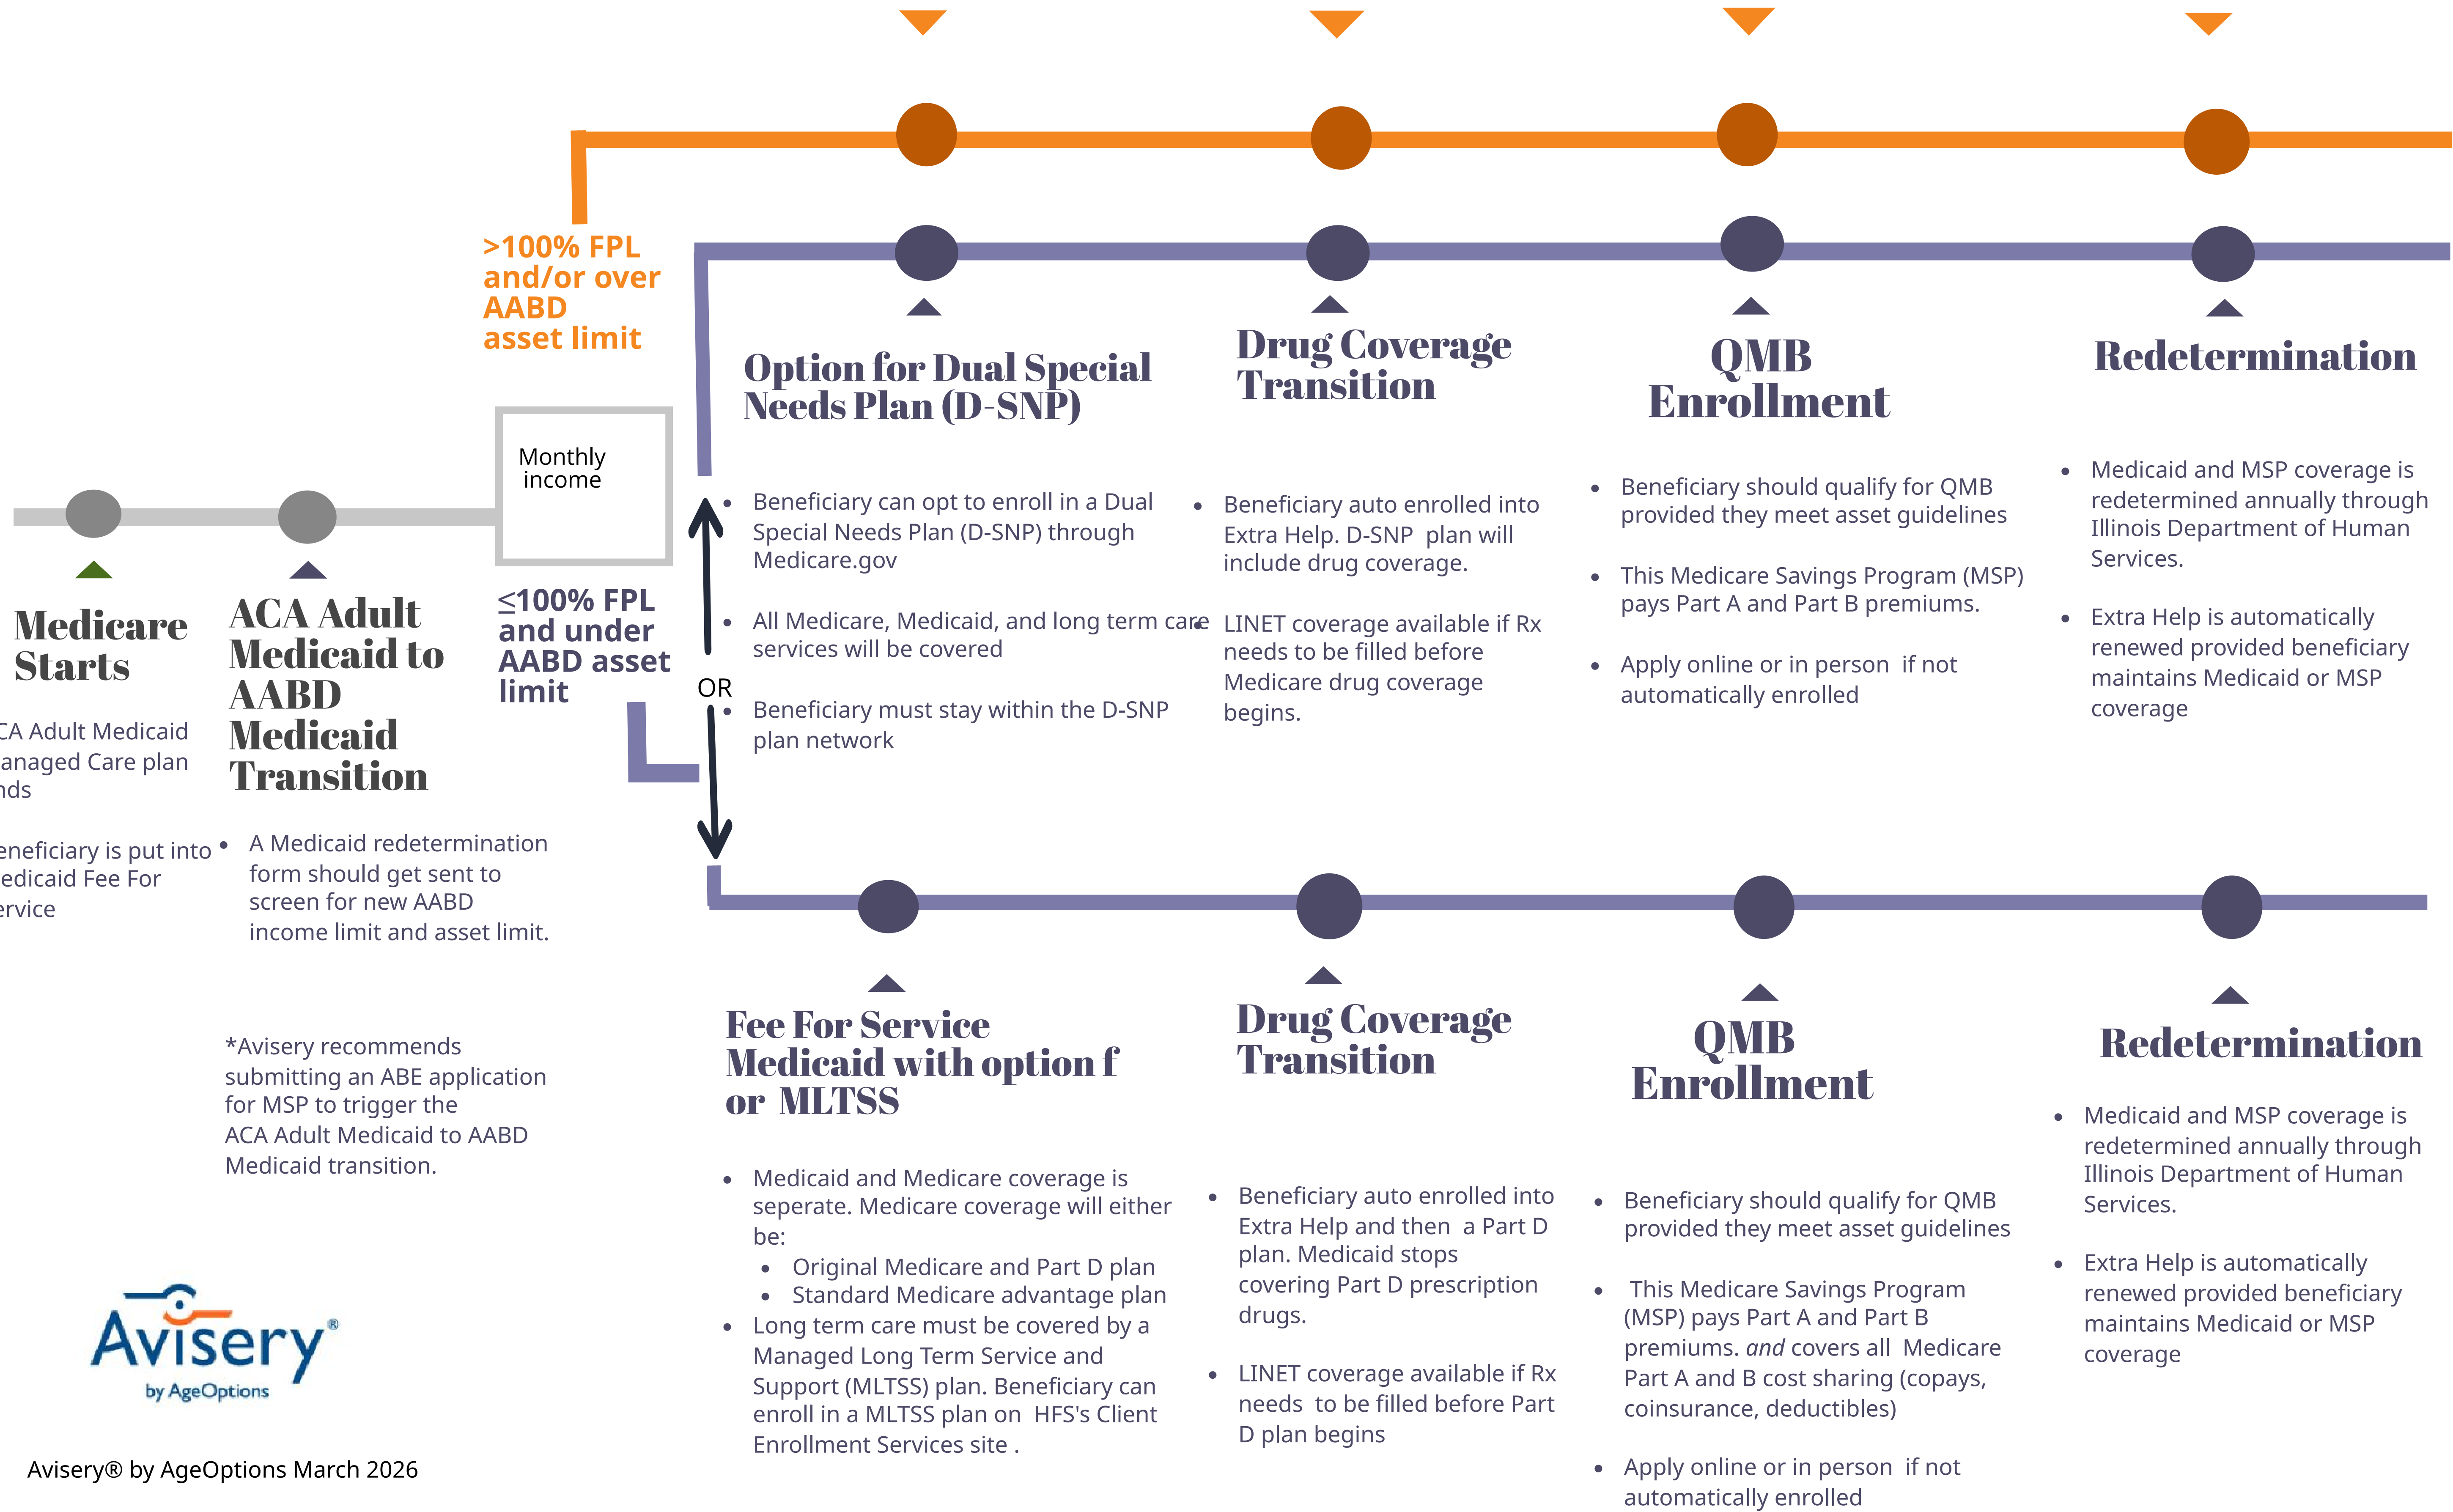 >100% FPL
and/or over
AABD
asset limit
Monthly
income
≤100% FPL
and under
AABD asset
limit
OR
Medicare
Starts
CA Adult Medicaid
anaged Care plan
nds
eneficiary is put into
edicaid Fee For
ervice
ACA Adult
Medicaid to
AABD
Medicaid
Transition
• A Medicaid redetermination
form should get sent to
screen for new AABD
income limit and asset limit.
*Avisery recommends
submitting an ABE application
for MSP to trigger the
ACA Adult Medicaid to AABD
Medicaid transition.
Option for Dual Special
Needs Plan (D-SNP)
• Beneficiary can opt to enroll in a Dual
Special Needs Plan (D-SNP) through
Medicare.gov
• All Medicare, Medicaid, and long term care
services will be covered
• Beneficiary must stay within the D-SNP
plan network
Drug Coverage
Transition
• Beneficiary auto enrolled into
Extra Help. D-SNP plan will
include drug coverage.
• LINET coverage available if Rx
needs to be filled before
Medicare drug coverage
begins.
QMB
Enrollment
• Beneficiary should qualify for QMB
provided they meet asset guidelines
• This Medicare Savings Program (MSP)
pays Part A and Part B premiums.
• Apply online or in person if not
automatically enrolled
Redetermination
• Medicaid and MSP coverage is
redetermined annually through
Illinois Department of Human
Services.
• Extra Help is automatically
renewed provided beneficiary
maintains Medicaid or MSP
coverage
Fee For Service
Medicaid with option f
or MLTSS
• Medicaid and Medicare coverage is
seperate. Medicare coverage will either
be:
• Original Medicare and Part D plan
• Standard Medicare advantage plan
• Long term care must be covered by a
Managed Long Term Service and
Support (MLTSS) plan. Beneficiary can
enroll in a MLTSS plan on HFS's Client
Enrollment Services site .
Drug Coverage
Transition
• Beneficiary auto enrolled into
Extra Help and then a Part D
plan. Medicaid stops
covering Part D prescription
drugs.
• LINET coverage available if Rx
needs to be filled before Part
D plan begins
QMB
Enrollment
• Beneficiary should qualify for QMB
provided they meet asset guidelines
• This Medicare Savings Program
(MSP) pays Part A and Part B
premiums. and covers all Medicare
Part A and B cost sharing (copays,
coinsurance, deductibles)
• Apply online or in person if not
automatically enrolled
Redetermination
• Medicaid and MSP coverage is
redetermined annually through
Illinois Department of Human
Services.
• Extra Help is automatically
renewed provided beneficiary
maintains Medicaid or MSP
coverage
Avisery®
by AgeOptions
Avisery® by AgeOptions March 2026